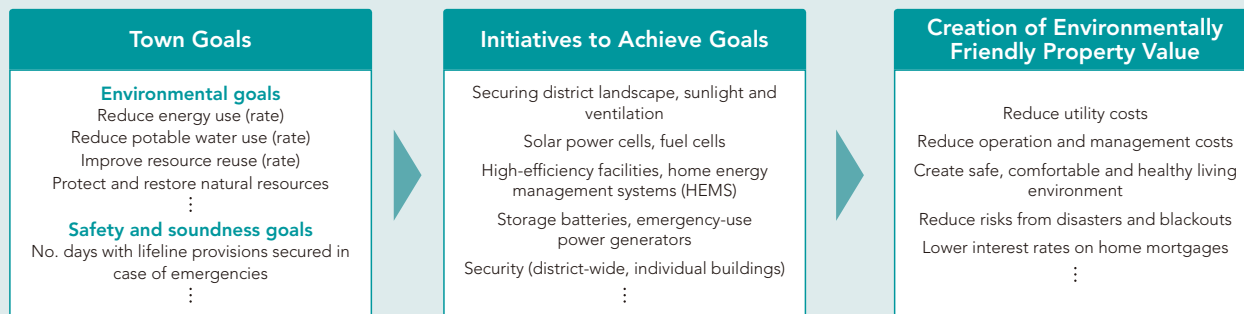 Town Goals
Environmental goals
Reduce energy use (rate)
Reduce potable water use (rate)
Improve resource reuse (rate)
Protect and restore natural resources
⋮
Safety and soundness goals
No. days with lifeline provisions secured in
case of emergencies
⋮
Initiatives to Achieve Goals
Securing district landscape, sunlight and
ventilation
Solar power cells, fuel cells
High-efficiency facilities, home energy
management systems (HEMS)
Storage batteries, emergency-use
power generators
Security (district-wide, individual buildings)
⋮
Creation of Environmentally
Friendly Property Value
Reduce utility costs
Reduce operation and management costs
Create safe, comfortable and healthy living
environment
Reduce risks from disasters and blackouts
Lower interest rates on home mortgages
⋮